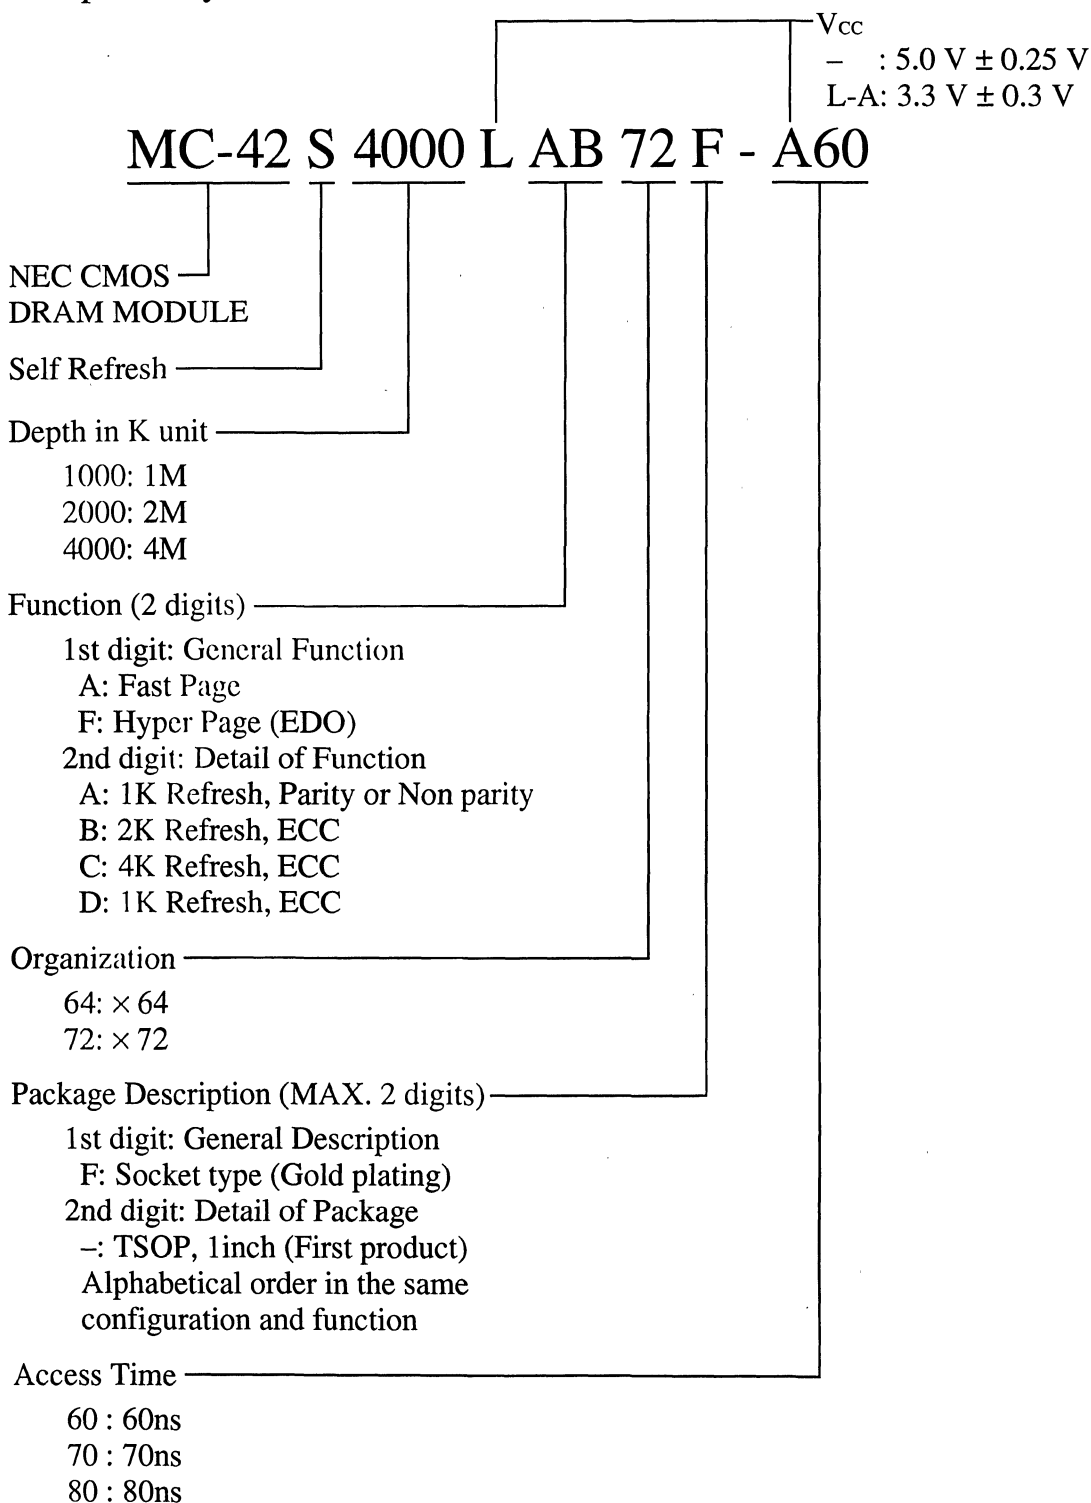 Vcc
– : 5.0 V ± 0.25 V
L-A: 3.3 V ± 0.3 V
MC-42 S 4000 L AB 72 F - A60
NEC CMOS
DRAM MODULE
Self Refresh
Depth in K unit
1000: 1M
2000: 2M
4000: 4M
Function (2 digits)
1st digit: General Function
A: Fast Page
F: Hyper Page (EDO)
2nd digit: Detail of Function
A: 1K Refresh, Parity or Non parity
B: 2K Refresh, ECC
C: 4K Refresh, ECC
D: 1K Refresh, ECC
Organization
64: × 64
72: × 72
Package Description (MAX. 2 digits)
1st digit: General Description
F: Socket type (Gold plating)
2nd digit: Detail of Package
–: TSOP, 1inch (First product)
Alphabetical order in the same
configuration and function
Access Time
60 : 60ns
70 : 70ns
80 : 80ns